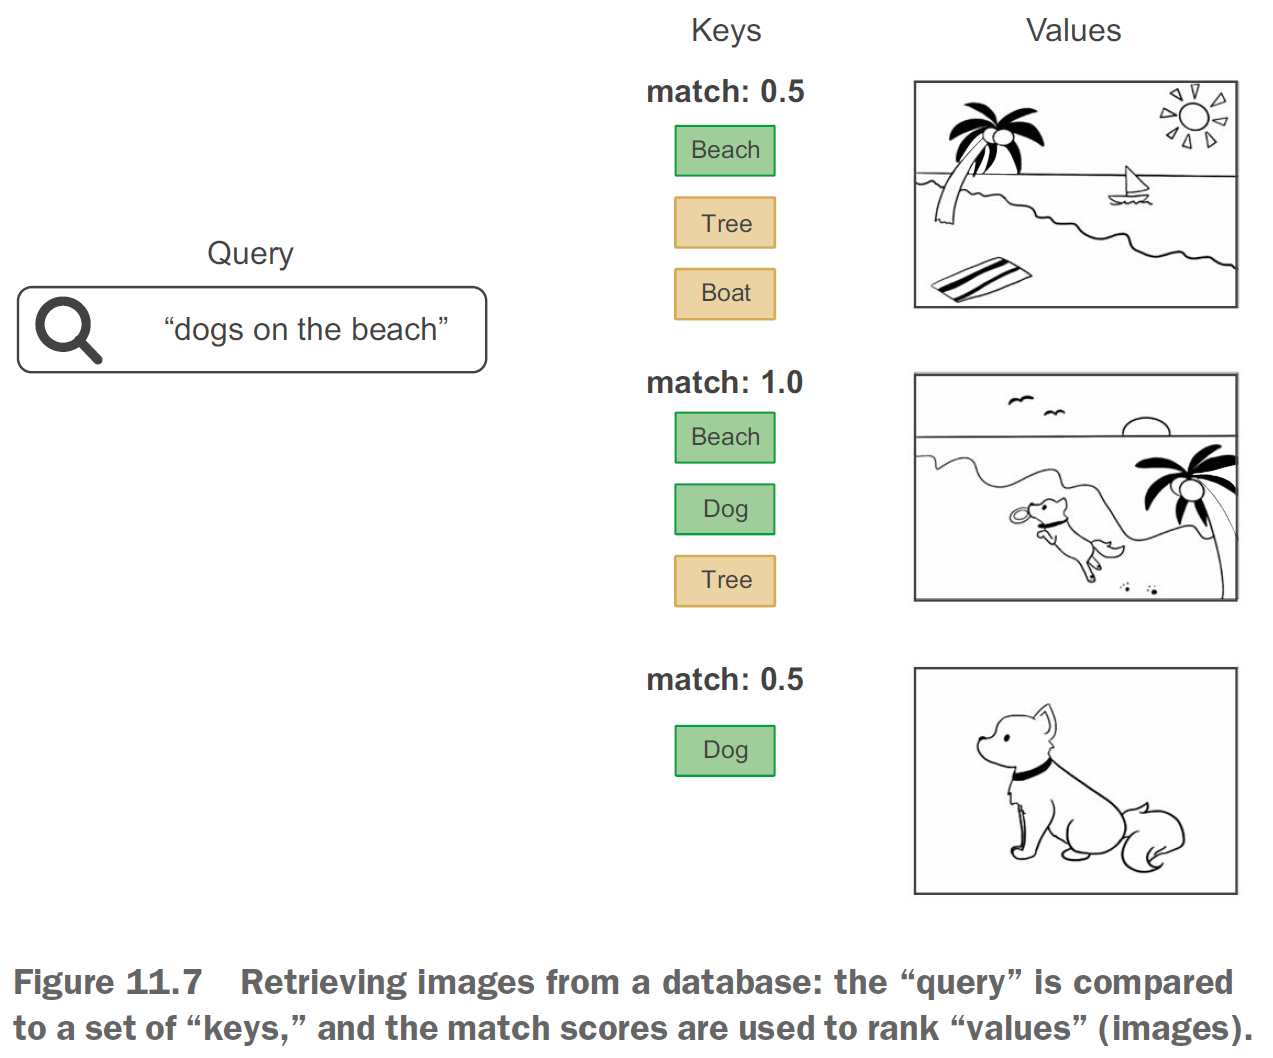 Keys
Values
match: 0.5
Beach
Tree
Boat
Query
“dogs on the beach”
match: 1.0
Beach
Dog
Tree
match: 0.5
Dog
Figure 11.7 Retrieving images from a database: the “query” is compared
to a set of “keys,” and the match scores are used to rank “values” (images).